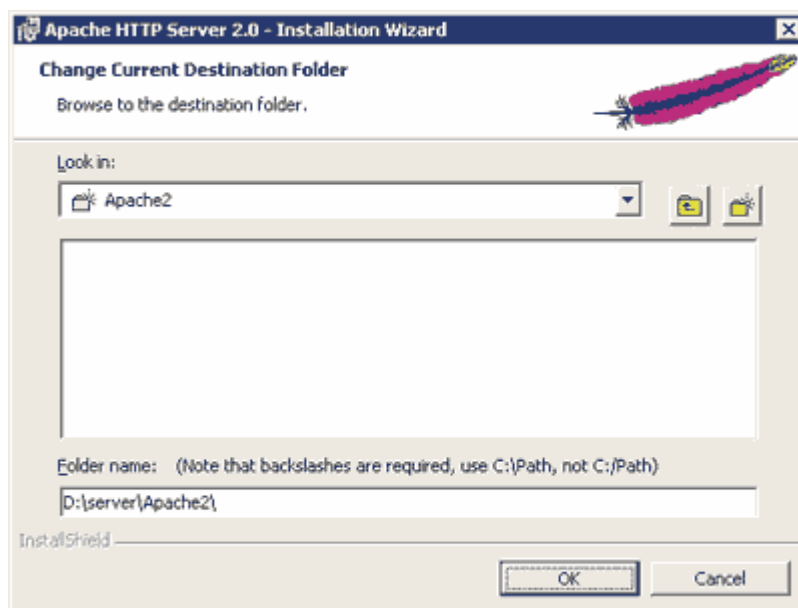 Apache HTTP Server 2.0 - Installation Wizard
Change Current Destination Folder
Browse to the destination folder.
Look in:
Apache2
Folder name: (Note that backslashes are required, use C:\Path, not C:/Path)
D:\server\Apache2\
InstallShield
OK Cancel